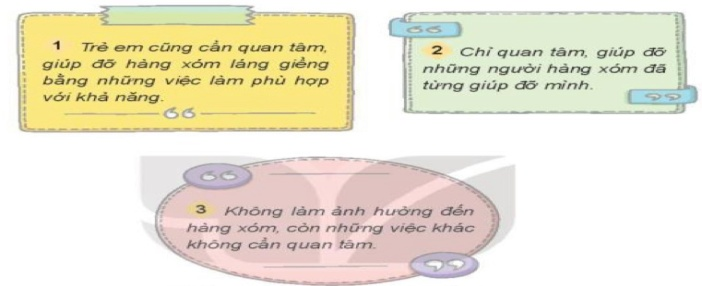 1 Trẻ em cũng cần quan tâm,
giúp đỡ hàng xóm láng giềng
bằng những việc làm phù hợp
với khả năng.
2 Chỉ quan tâm, giúp đỡ
những người hàng xóm đã
từng giúp đỡ mình.
3 Không làm ảnh hưởng đến
hàng xóm, còn những việc khác
không cần quan tâm.